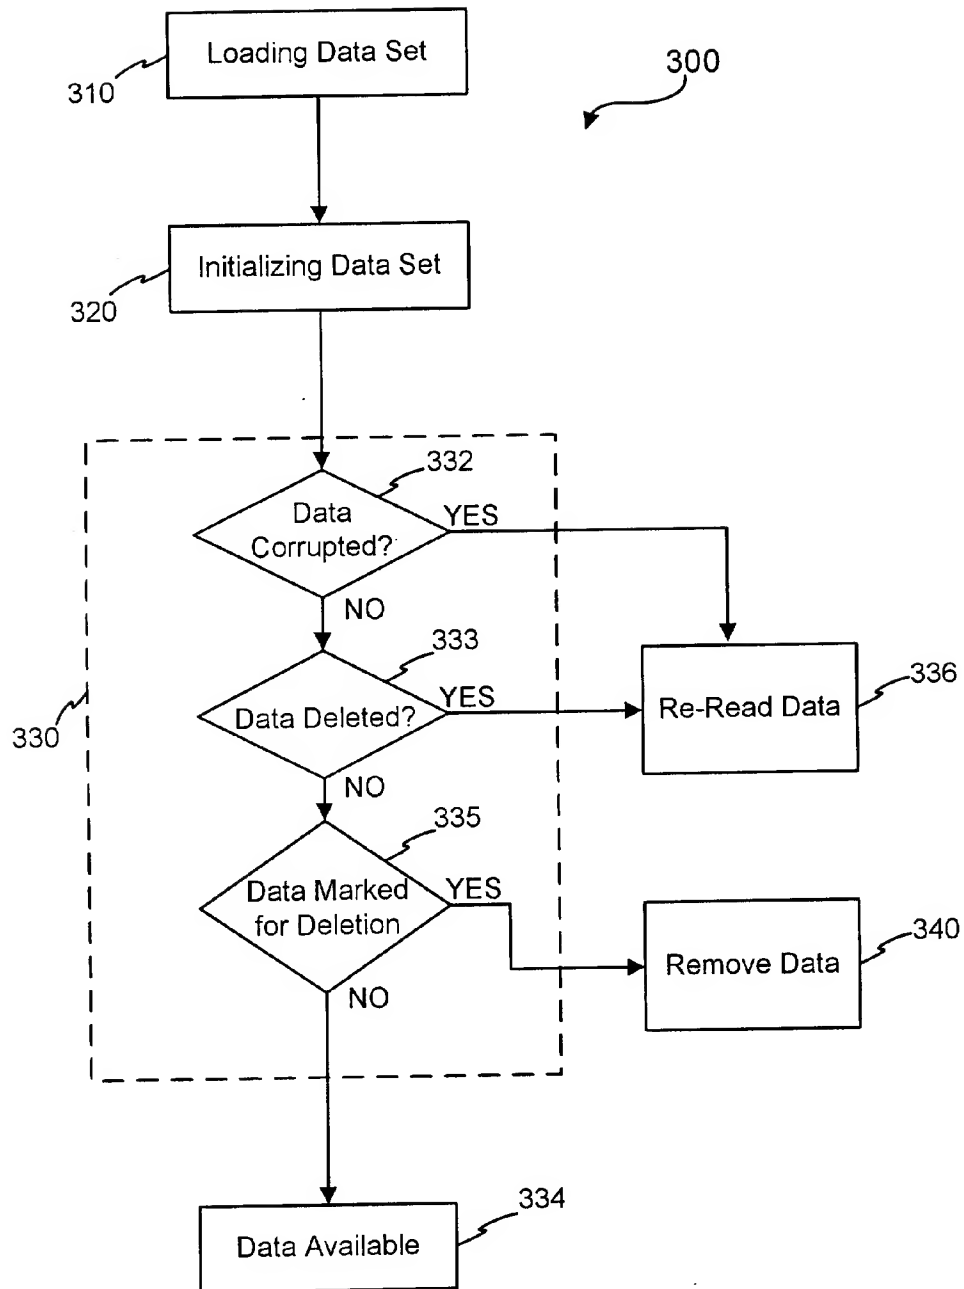 Loading Data Set
310
300
Initializing Data Set
320
332
Data
Corrupted?
YES
NO
333
Data Deleted?
YES
NO
330
Re-Read Data
336
335
Data Marked
for Deletion
YES
NO
Remove Data
340
334
Data Available